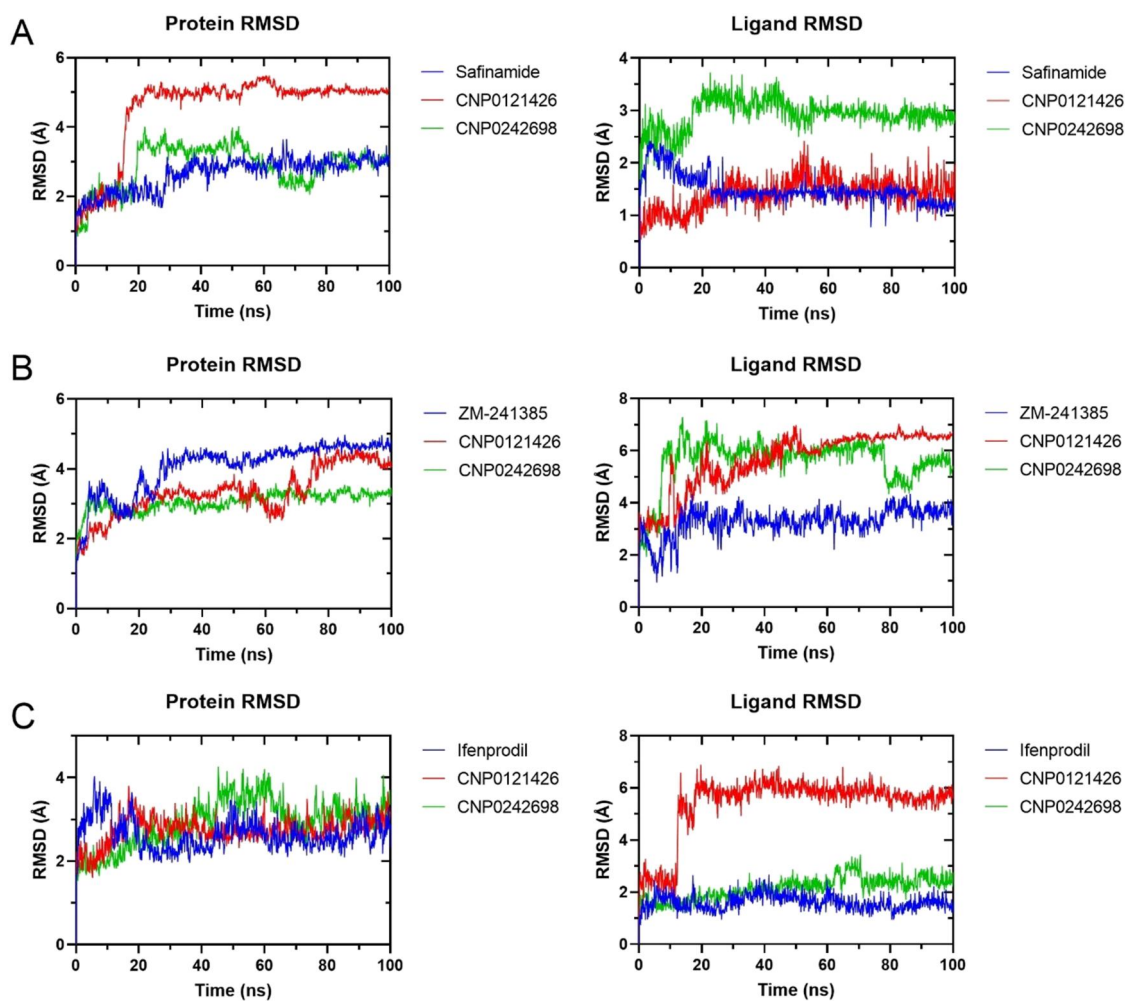 A
Protein RMSD
RMSD (Å)
6
4
2
0
0 20 40 60 80 100
Time (ns)
Safinamide
CNP0121426
CNP0242698
Ligand RMSD
RMSD (Å)
4
3
2
1
0
0 20 40 60 80 100
Time (ns)
Safinamide
CNP0121426
CNP0242698
B
Protein RMSD
RMSD (Å)
6
4
2
0
0 20 40 60 80 100
Time (ns)
ZM-241385
CNP0121426
CNP0242698
Ligand RMSD
RMSD (Å)
8
6
4
2
0
0 20 40 60 80 100
Time (ns)
ZM-241385
CNP0121426
CNP0242698
C
Protein RMSD
RMSD (Å)
4
2
0
0 20 40 60 80 100
Time (ns)
Ifenprodil
CNP0121426
CNP0242698
Ligand RMSD
RMSD (Å)
8
6
4
2
0
0 20 40 60 80 100
Time (ns)
Ifenprodil
CNP0121426
CNP0242698